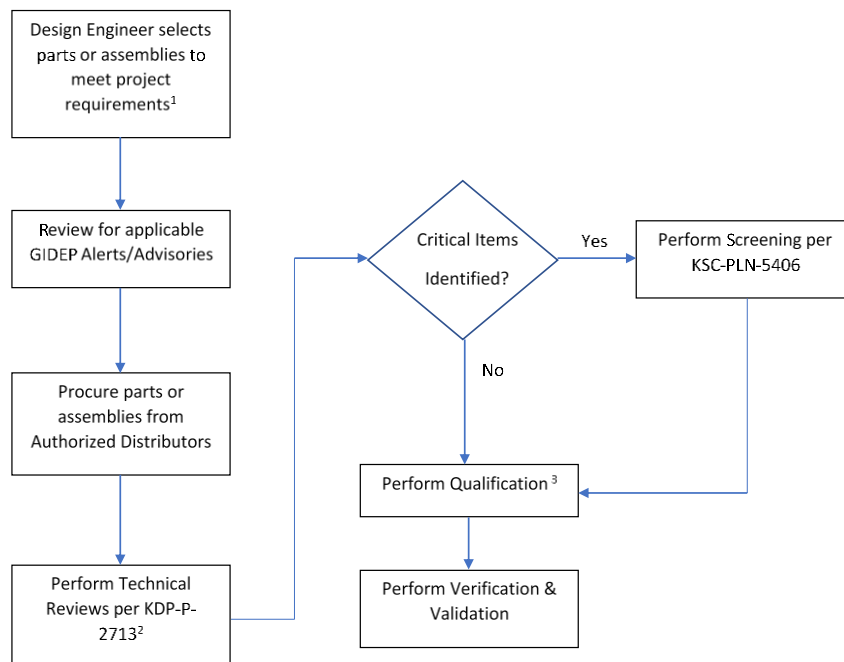 Design Engineer selects
parts or assemblies to
meet project
requirements¹
Review for applicable
GIDEP Alerts/Advisories
Procure parts or
assemblies from
Authorized Distributors
Perform Technical
Reviews per KDP-P-
2713²
Critical Items
Identified?
Yes
Perform Screening per
KSC-PLN-5406
No
Perform Qualification ³
Perform Verification &
Validation